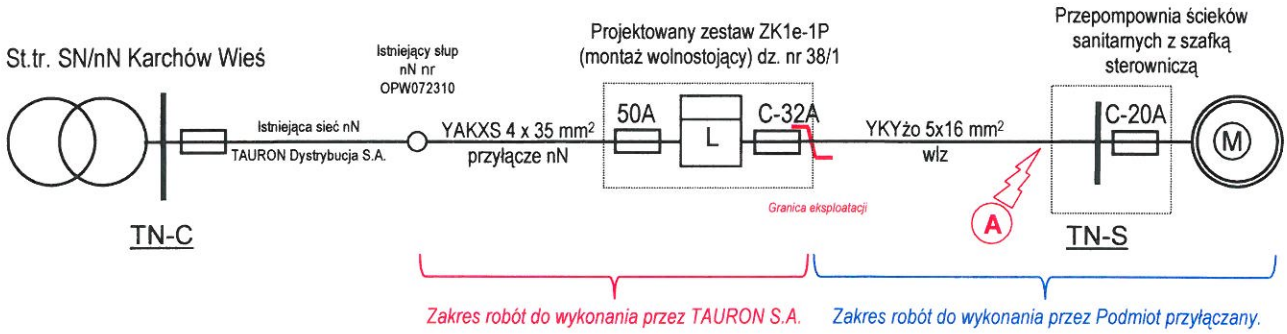 St.tr. SN/nN Karchów Wieś
Istniejący słup
nN nr
OPW072310
Projektowany zestaw ZK1e-1P
(montaż wolnostojący) dz. nr 38/1
Przepompownia ścieków
sanitarnych z szafką
sterowniczą
Istniejąca sieć nN
TAURON Dystrybucja S.A.
YAKXS 4 x 35 mm²
przyłącze nN
50A
L
C-32A
YKYżo 5x16 mm²
wlz
C-20A
M
Granica eksploatacji
A
TN-C
TN-S
Zakres robót do wykonania przez TAURON S.A.
Zakres robót do wykonania przez Podmiot przyłączany.